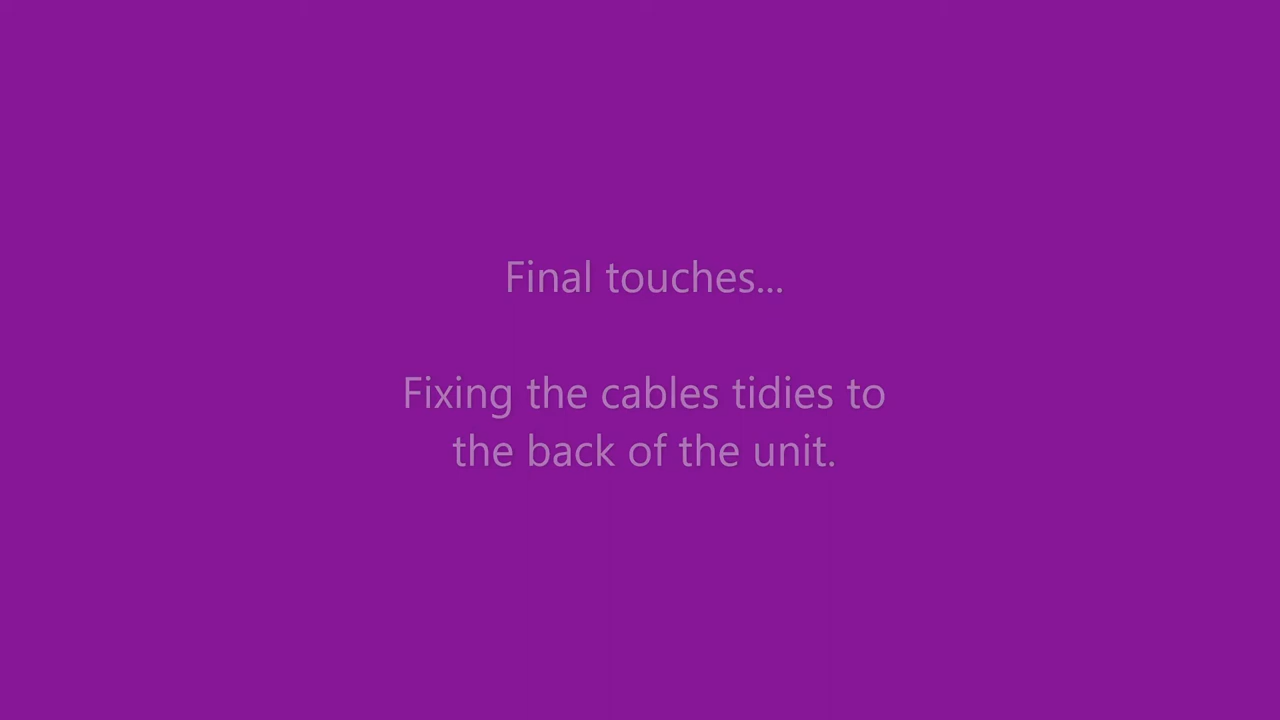 Final touches...
Fixing the cables tidies to
the back of the unit.